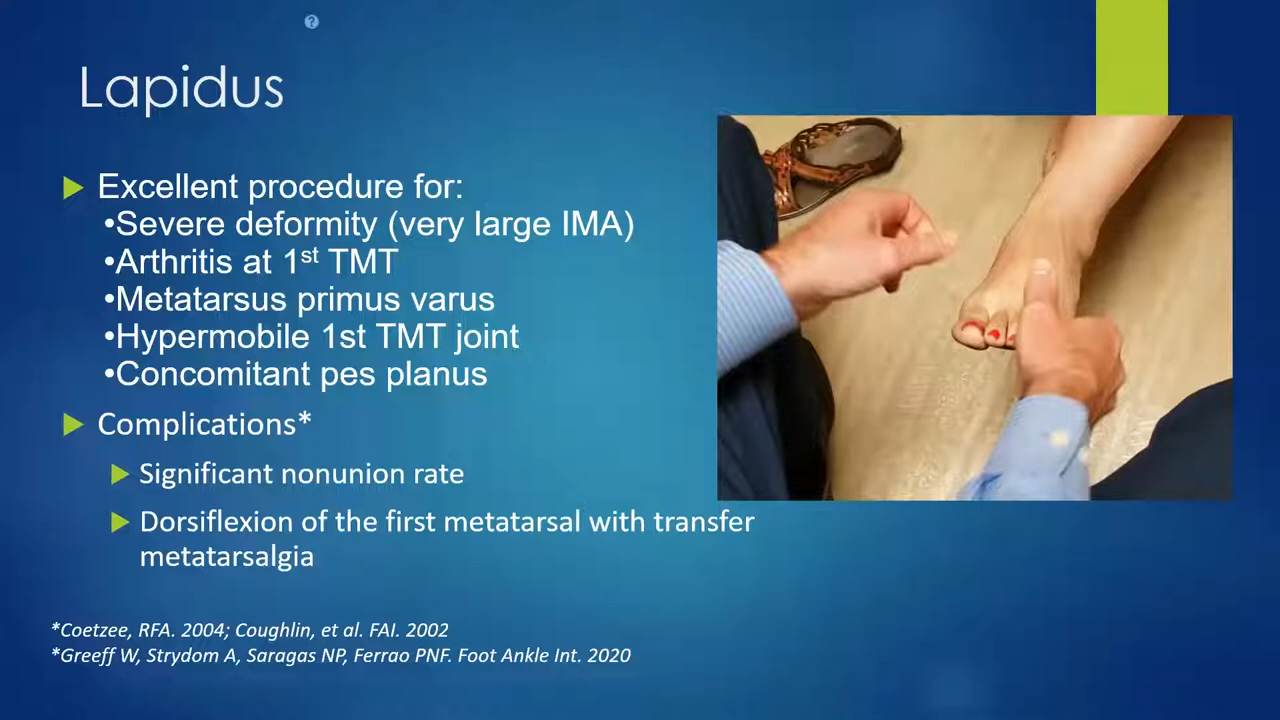 Lapidus
Excellent procedure for:
•Severe deformity (very large IMA)
•Arthritis at 1st TMT
•Metatarsus primus varus
•Hypermobile 1st TMT joint
•Concomitant pes planus
Complications*
Significant nonunion rate
Dorsiflexion of the first metatarsal with transfer
metatarsalgia
*Coetzee, RFA. 2004; Coughlin, et al. FAI. 2002
*Greeff W, Strydom A, Saragas NP, Ferrao PNF. Foot Ankle Int. 2020